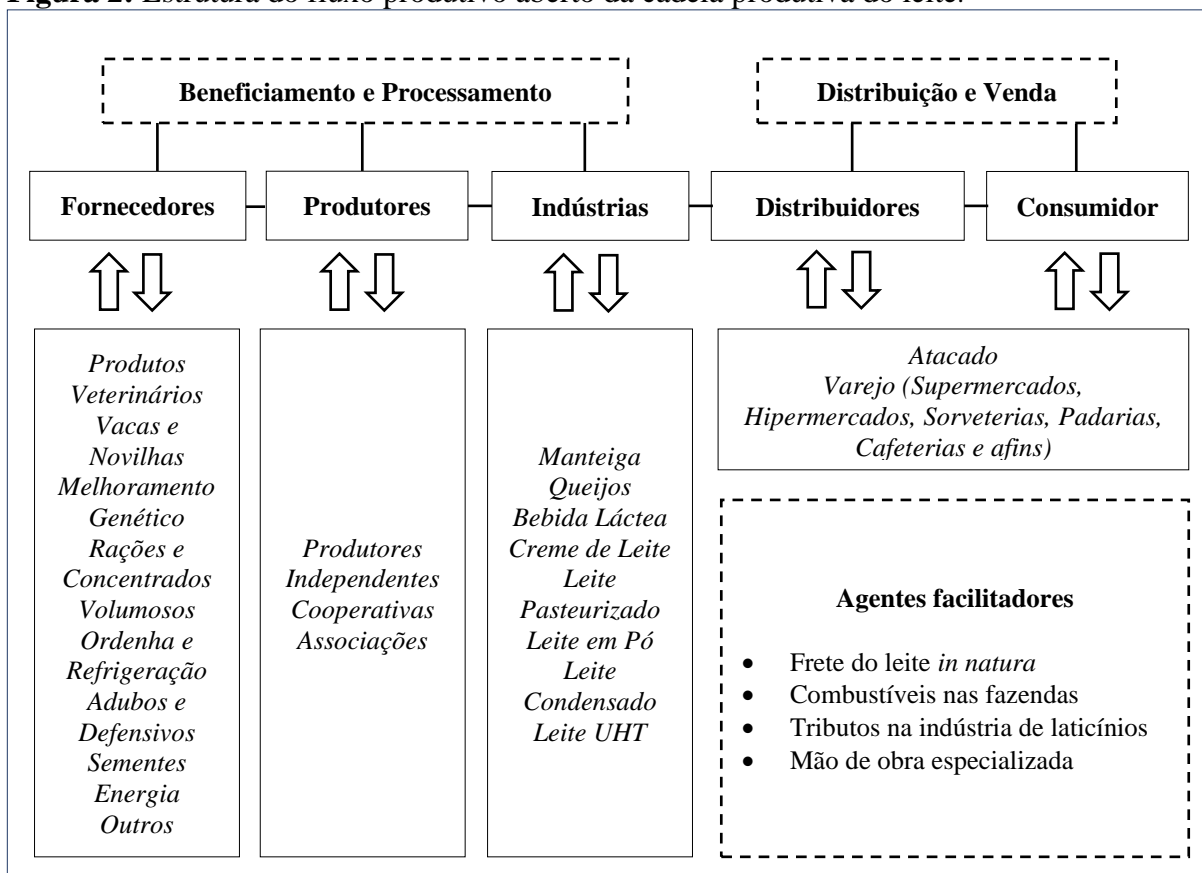 Figura 2: Estrutura do fluxo produtivo aberto da cadeia produtiva do leite.
Beneficiamento e Processamento
Distribuição e Venda
Fornecedores
Produtores
Indústrias
Distribuidores
Consumidor
Produtos
Veterinários
Vacas e
Novilhas
Melhoramento
Genético
Rações e
Concentrados
Volumosos
Ordenha e
Refrigeração
Adubos e
Defensivos
Sementes
Energia
Outros
Produtores
Independentes
Cooperativas
Associações
Manteiga
Queijos
Bebida Láctea
Creme de Leite
Leite
Pasteurizado
Leite em Pó
Leite
Condensado
Leite UHT
Atacado
Varejo (Supermercados,
Hipermercados, Sorveterias, Padarias,
Cafeterias e afins)
Agentes facilitadores
• Frete do leite in natura
• Combustíveis nas fazendas
• Tributos na indústria de laticínios
• Mão de obra especializada